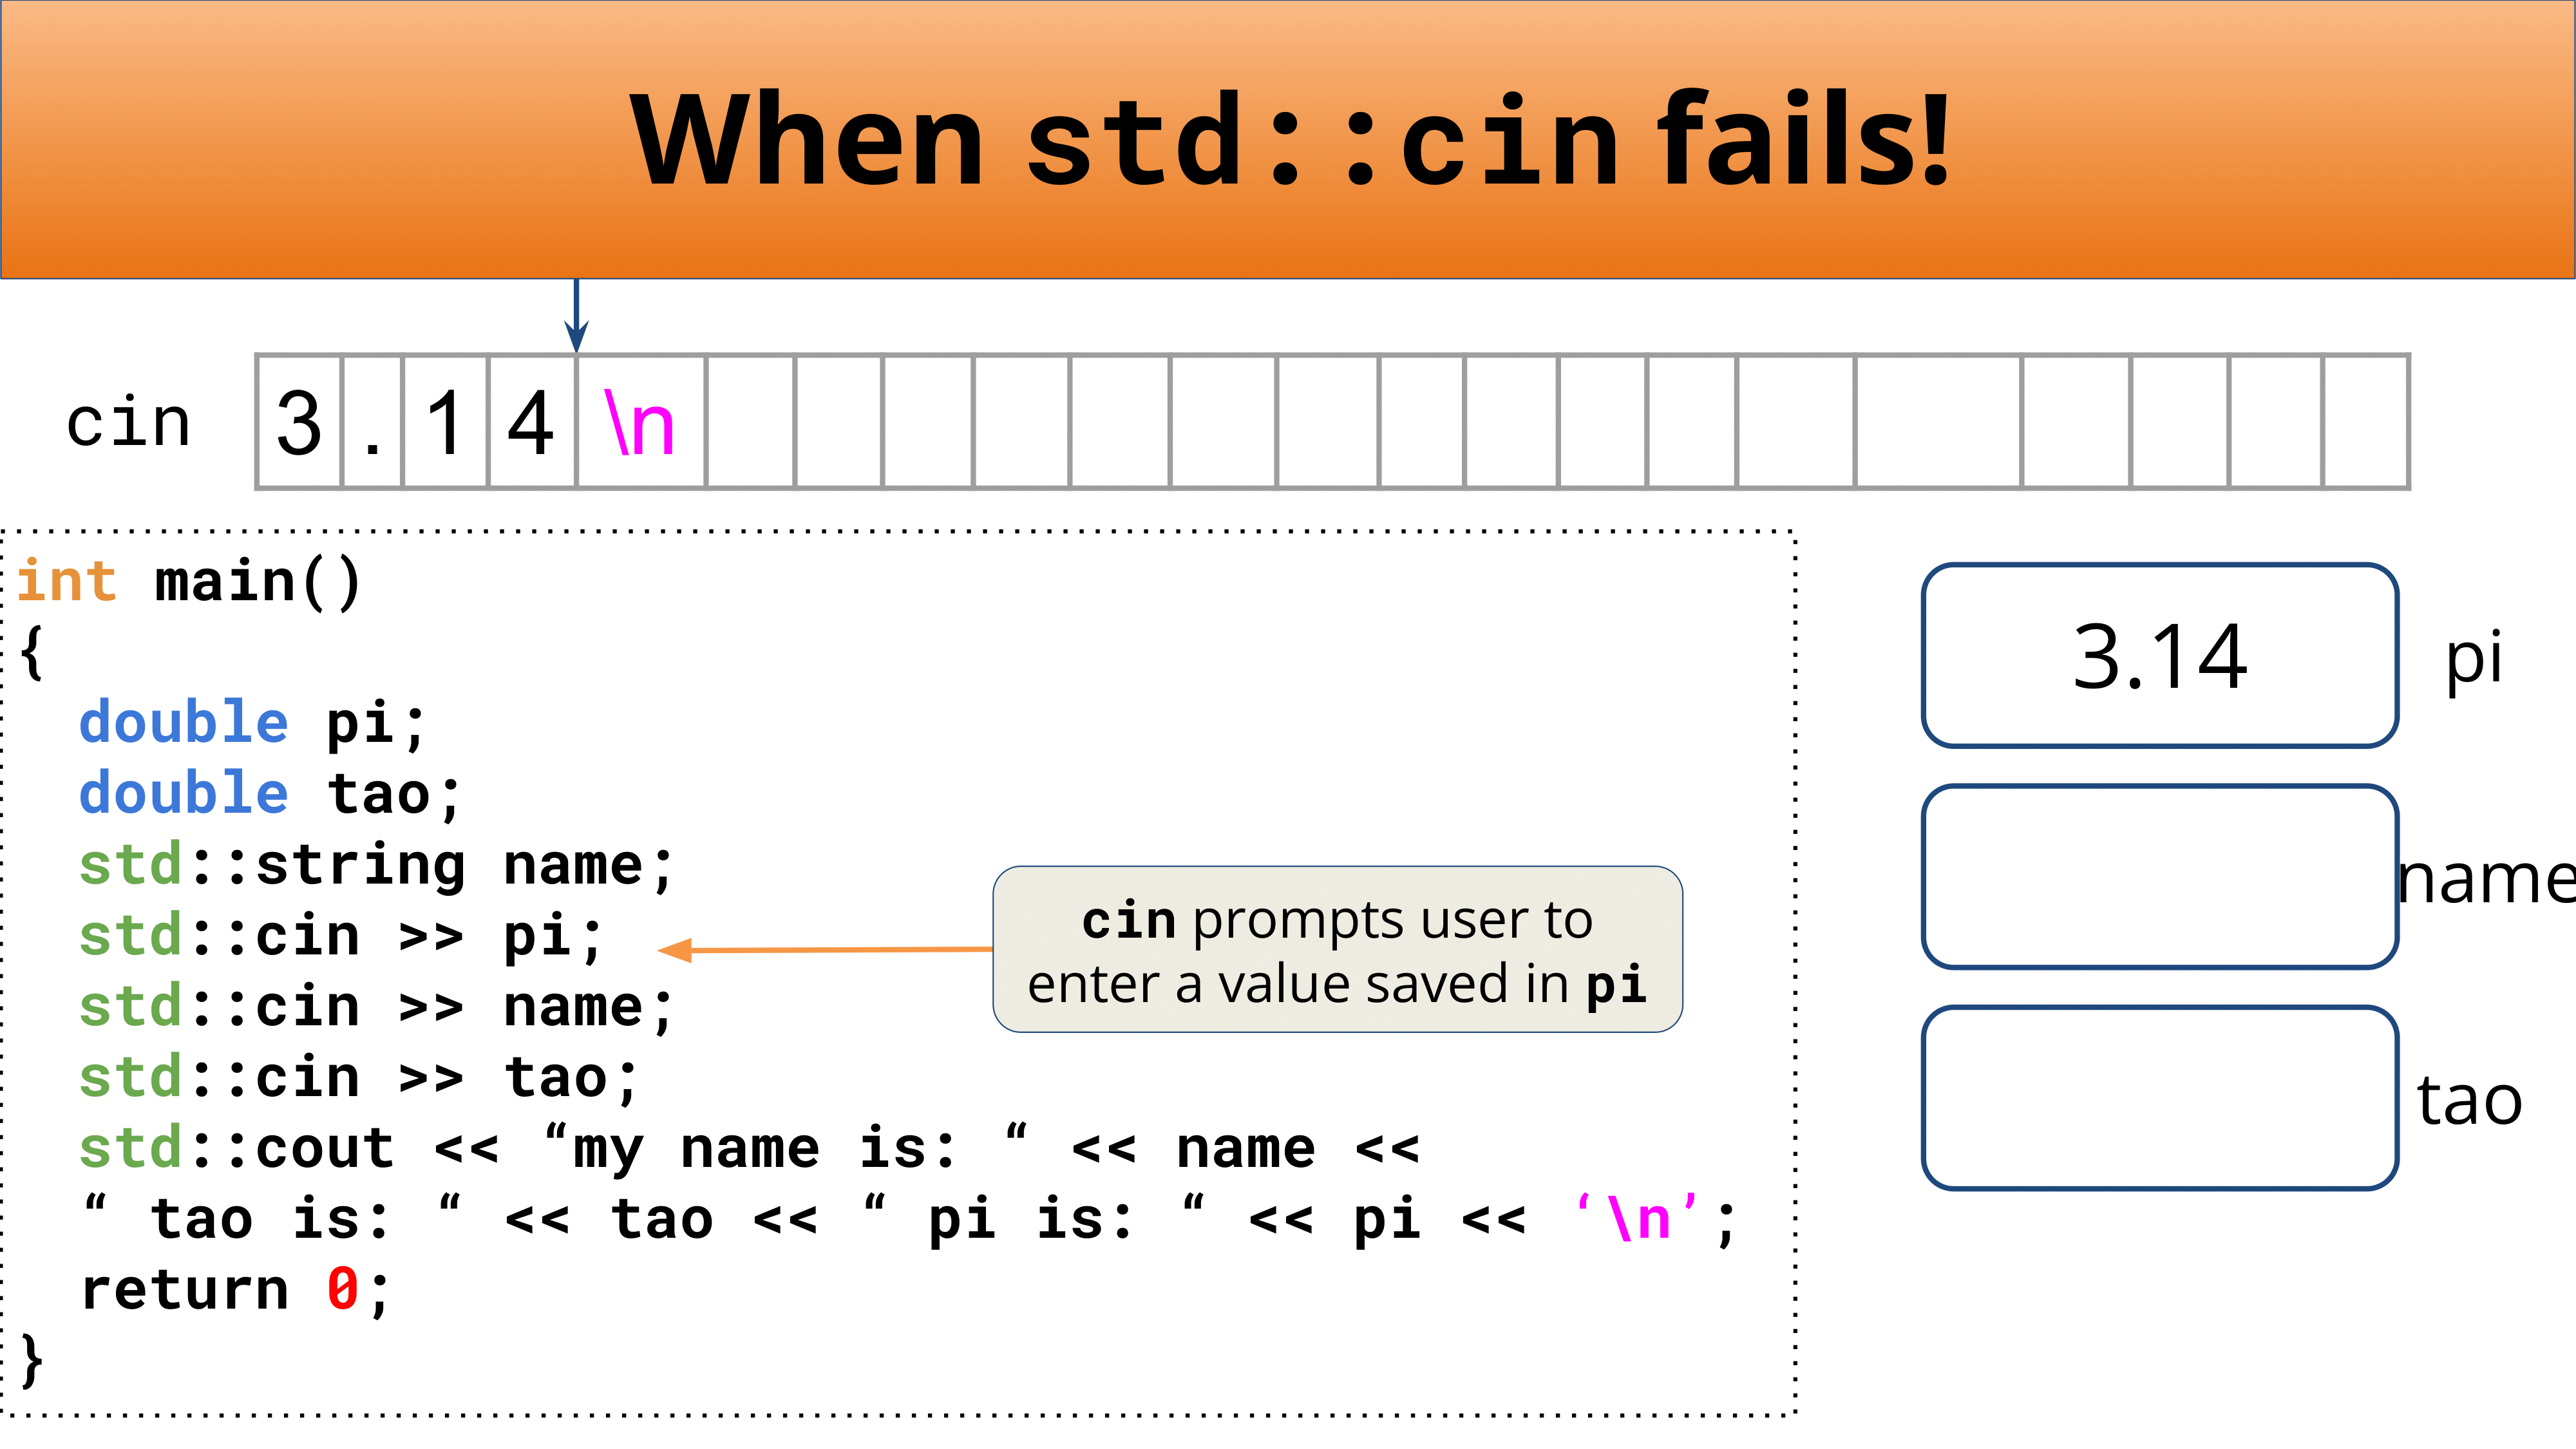 When std::cin fails!
cin 3 . 1 4 \n
int main()
{
double pi;
double tao;
std::string name;
std::cin >> pi;
std::cin >> name;
std::cin >> tao;
std::cout << “my name is: “ << name <<
“ tao is: “ << tao << “ pi is: “ << pi << ‘\n’;
return 0;
}
cin prompts user to
enter a value saved in pi
3.14 pi
name
tao